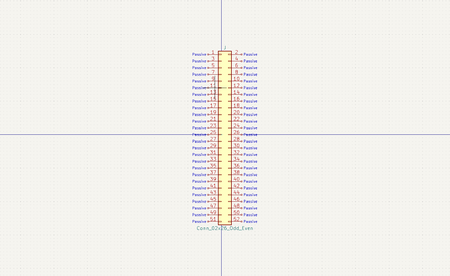 J
Passive 1 2 Passive
Passive 3 4 Passive
Passive 5 6 Passive
Passive 7 8 Passive
Passive 9 10 Passive
Passive 11 12 Passive
Passive 13 14 Passive
Passive 15 16 Passive
Passive 17 18 Passive
Passive 19 20 Passive
Passive 21 22 Passive
Passive 23 24 Passive
Passive 25 26 Passive
Passive 27 28 Passive
Passive 29 30 Passive
Passive 31 32 Passive
Passive 33 34 Passive
Passive 35 36 Passive
Passive 37 38 Passive
Passive 39 40 Passive
Passive 41 42 Passive
Passive 43 44 Passive
Passive 45 46 Passive
Passive 47 48 Passive
Passive 49 50 Passive
Passive 51 52 Passive
Conn_02x26_Odd_Even